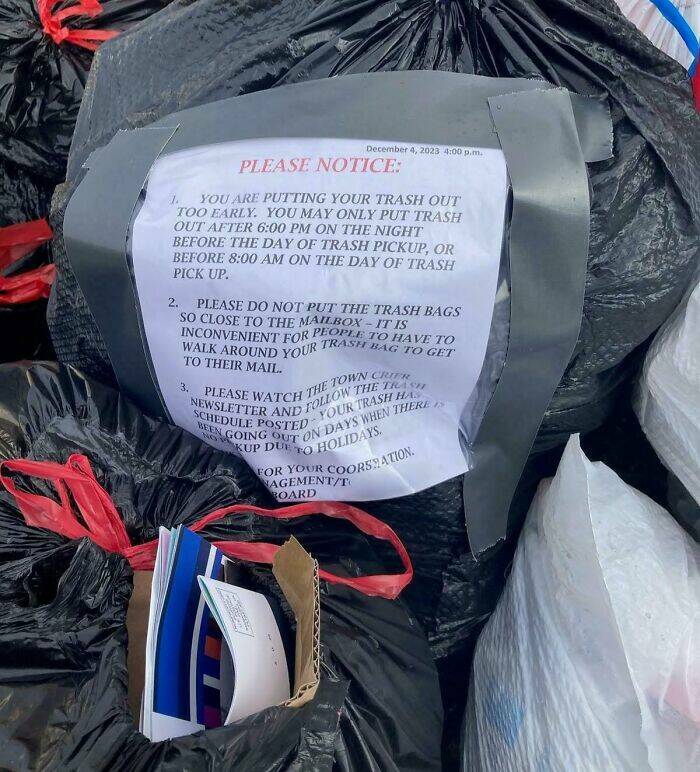 December 4, 2023 4:00 p.m.
PLEASE NOTICE:
1. YOU ARE PUTTING YOUR TRASH OUT
TOO EARLY. YOU MAY ONLY PUT TRASH
OUT AFTER 6:00 PM ON THE NIGHT
BEFORE THE DAY OF TRASH PICKUP, OR
BEFORE 8:00 AM ON THE DAY OF TRASH
PICK UP.
2. PLEASE DO NOT PUT THE TRASH BAGS
SO CLOSE TO THE MAILBOX – IT IS
INCONVENIENT FOR PEOPLE TO HAVE TO
WALK AROUND YOUR TRASH BAG TO GET
TO THEIR MAIL.
3. PLEASE WATCH THE TOWN CRIER
NEWSLETTER AND FOLLOW THE TRASH
SCHEDULE POSTED – YOUR TRASH HAS
BEEN GOING OUT ON DAYS WHEN THERE IS
NO KUP DUE TO HOLIDAYS.
FOR YOUR
AGEMENT/T
BOARD